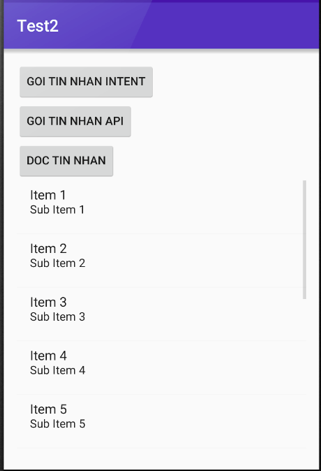 Test2
GOI TIN NHAN INTENT
GOI TIN NHAN API
DOC TIN NHAN
Item 1
Sub Item 1
Item 2
Sub Item 2
Item 3
Sub Item 3
Item 4
Sub Item 4
Item 5
Sub Item 5